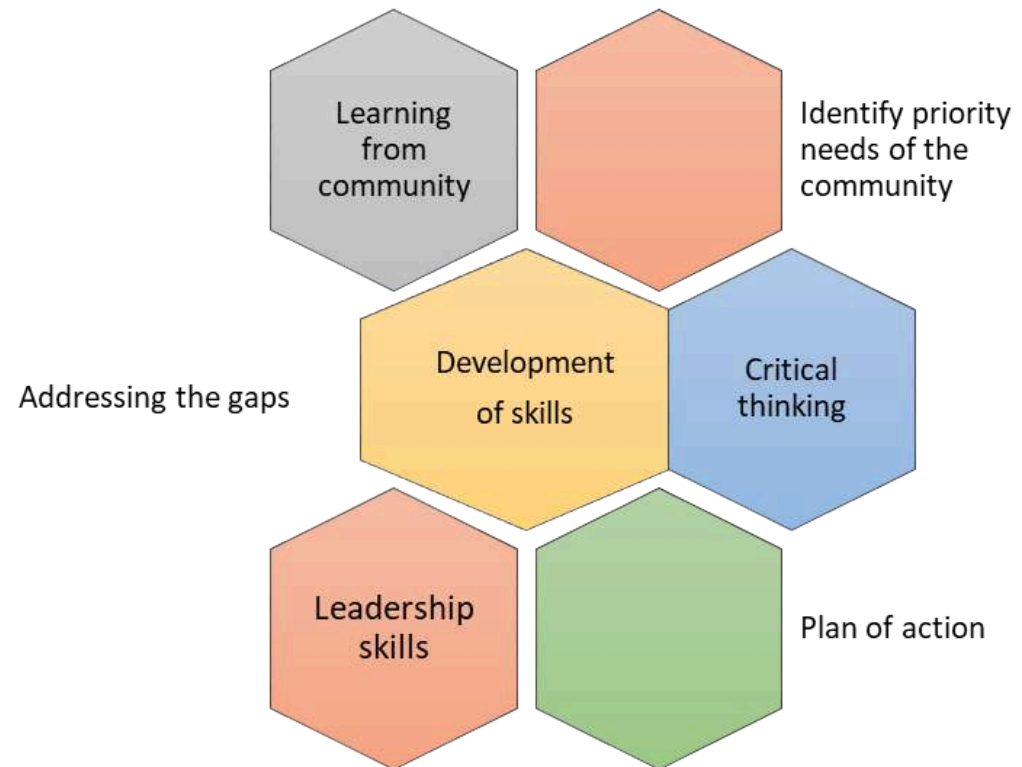 Learning
from
community
Identify priority
needs of the
community
Addressing the gaps
Development
of skills
Critical
thinking
Leadership
skills
Plan of action